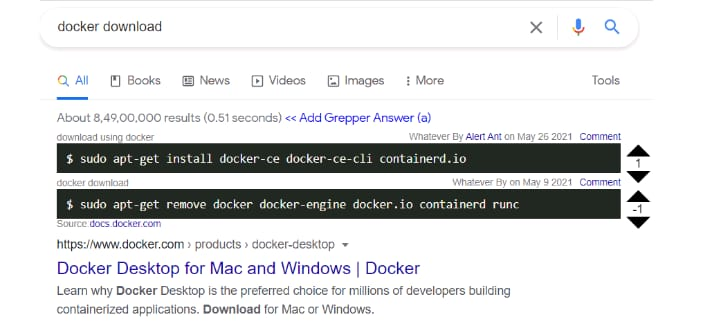 docker download
All Books News Videos Images More Tools
About 8,49,00,000 results (0.51 seconds) << Add Grepper Answer (a)
download using docker Whatever By Alert Ant on May 26 2021 Comment
$ sudo apt-get install docker-ce docker-ce-cli containerd.io
1
docker download Whatever By on May 9 2021 Comment
$ sudo apt-get remove docker docker-engine docker.io containerd runc
-1
Source docs.docker.com
https://www.docker.com › products › docker-desktop
Docker Desktop for Mac and Windows | Docker
Learn why Docker Desktop is the preferred choice for millions of developers building
containerized applications. Download for Mac or Windows.